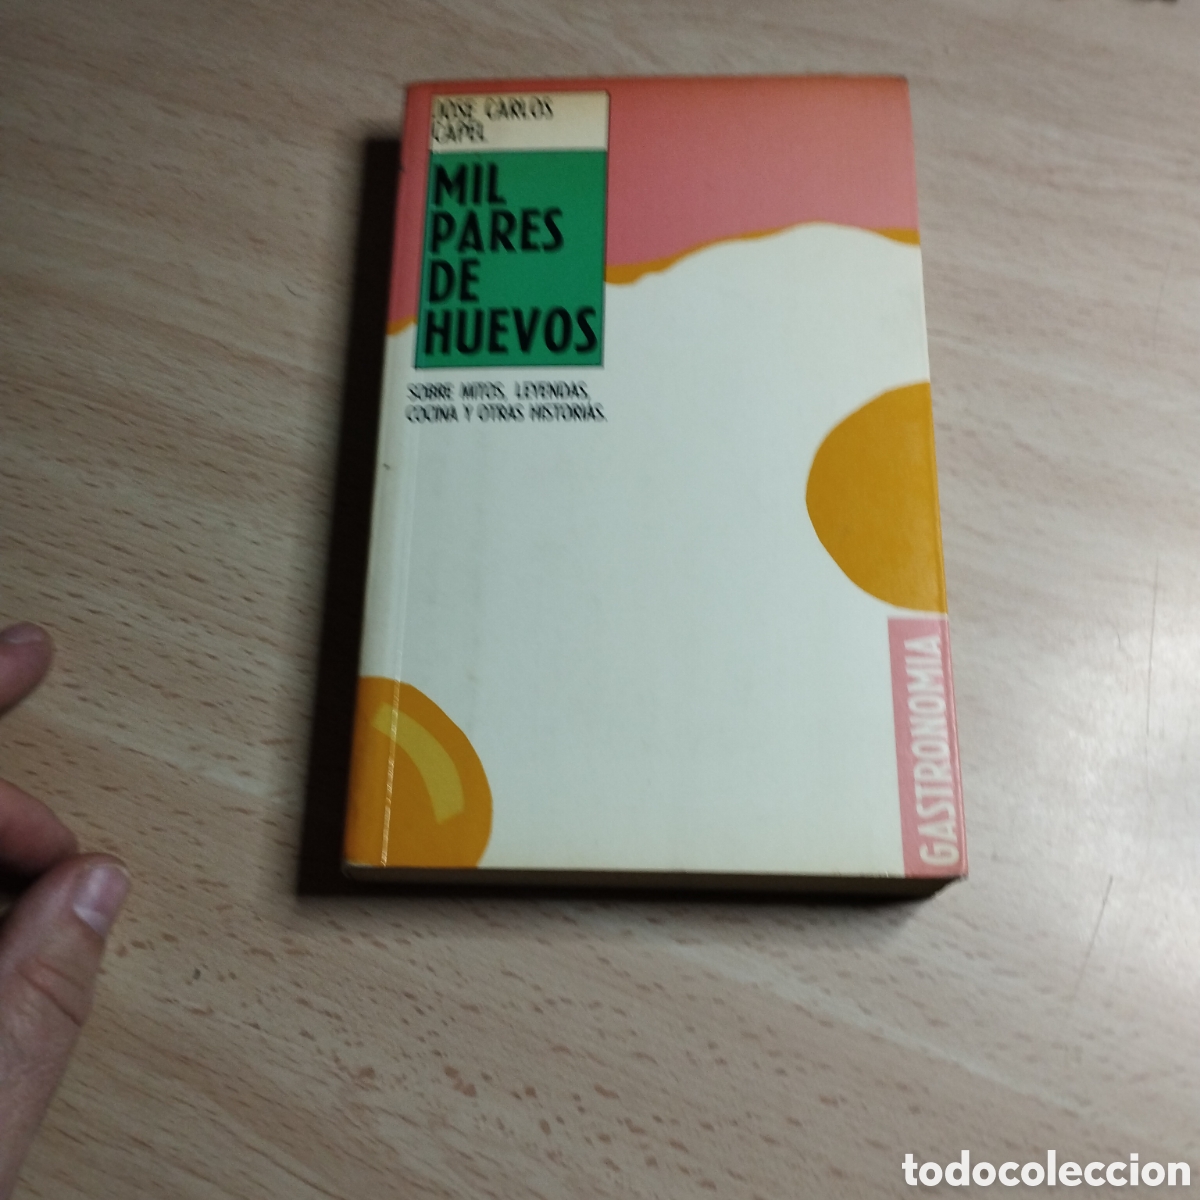 JOSE CARLOS
CAPEL
MIL
PARES
DE
HUEVOS
SOBRE MITOS, LEYENDAS,
COCINA Y OTRAS HISTORIAS.
GASTRONOMIA
todocoleccion